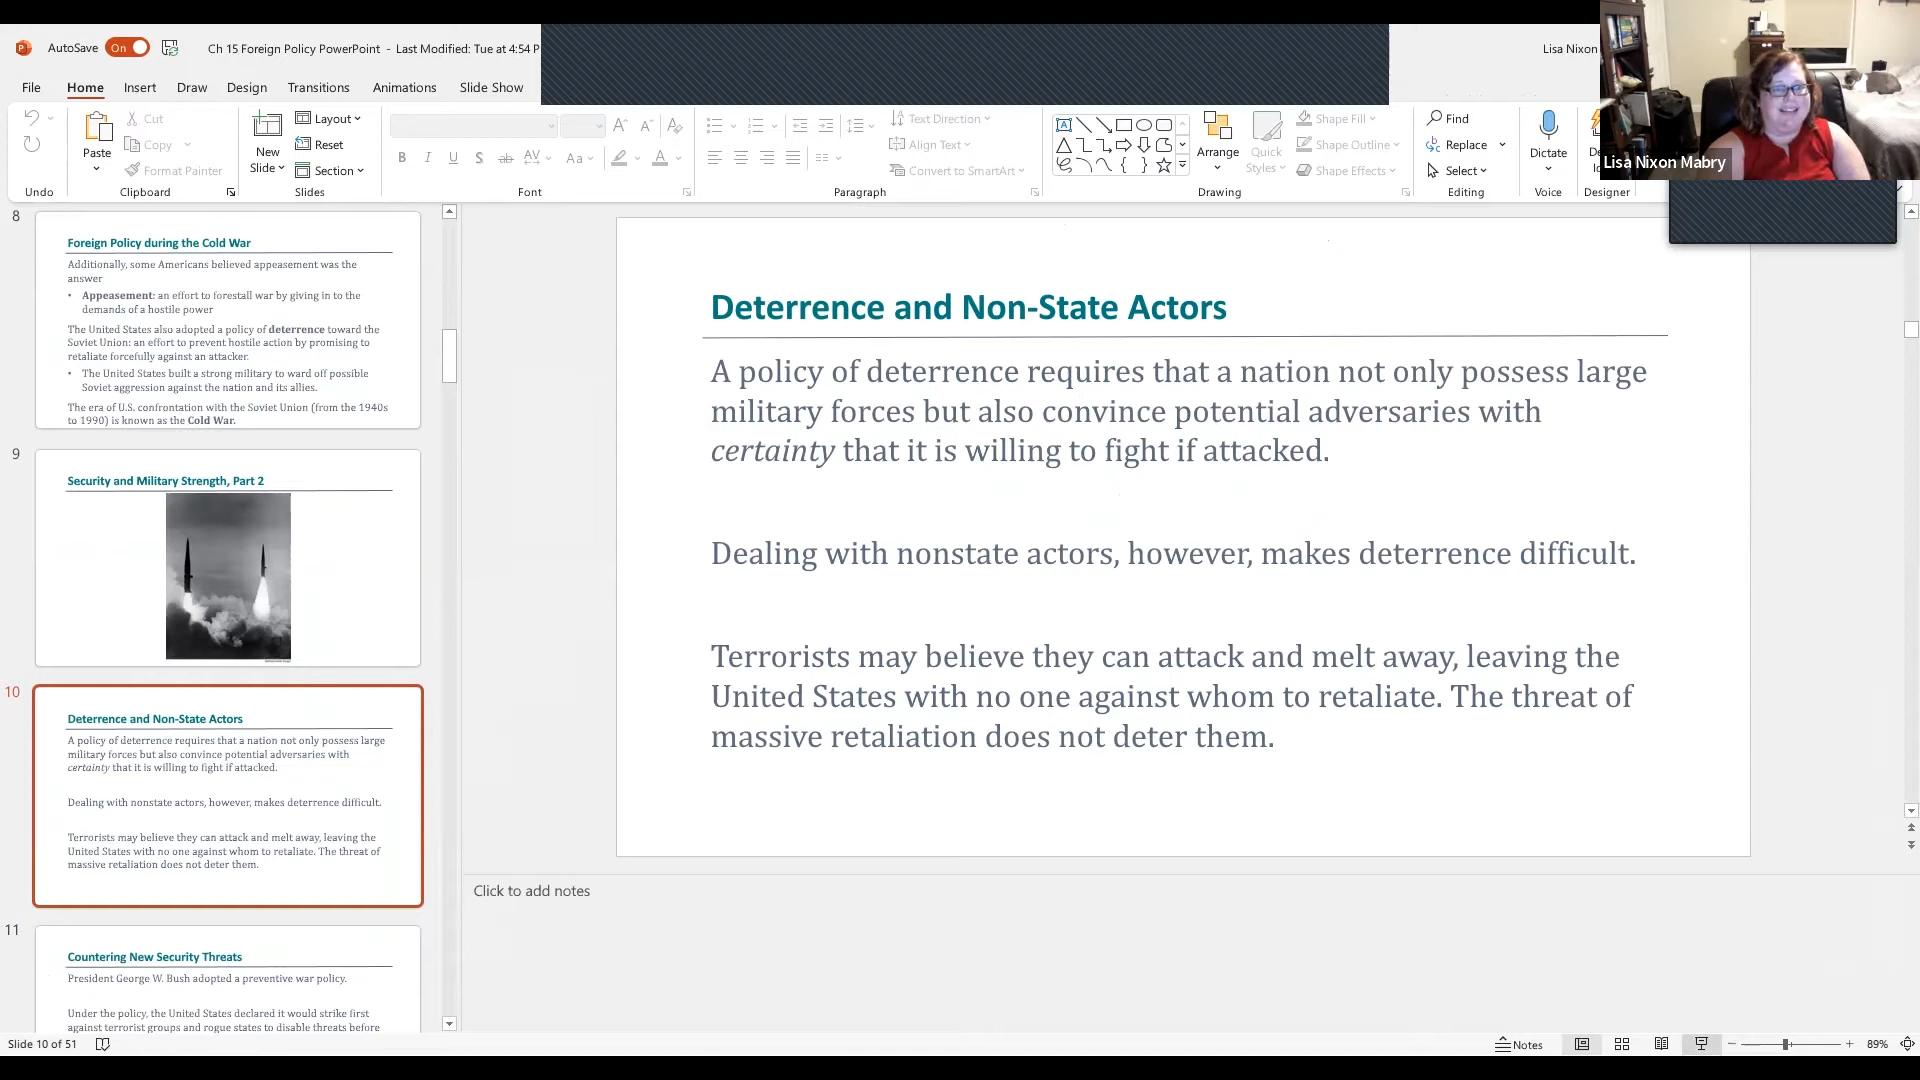 AutoSave On
Ch 15 Foreign Policy PowerPoint - Last Modified: Tue at 4:54 P
Lisa Nixon
File Home Insert Draw Design Transitions Animations Slide Show
Cut
Copy
Format Painter
Paste
New
Slide
Layout
Reset
Section
Text Direction
Align Text
Convert to SmartArt
Arrange
Quick
Styles
Shape Fill
Shape Outline
Shape Effects
Find
Replace
Select
Dictate
Lisa Nixon Mabry
Undo Clipboard Slides Font Paragraph Drawing Editing Voice Designer
8
Foreign Policy during the Cold War
Additionally, some Americans believed appeasement was the
answer
• Appeasement: an effort to forestall war by giving in to the
demands of a hostile power
The United States also adopted a policy of deterrence toward the
Soviet Union: an effort to prevent hostile action by promising to
retaliate forcefully against an attacker.
• The United States built a strong military to ward off possible
Soviet aggression against the nation and its allies.
The era of U.S. confrontation with the Soviet Union (from the 1940s
to 1990) is known as the Cold War.
9
Security and Military Strength, Part 2
10
Deterrence and Non-State Actors
A policy of deterrence requires that a nation not only possess large
military forces but also convince potential adversaries with
certainty that it is willing to fight if attacked.
Dealing with nonstate actors, however, makes deterrence difficult.
Terrorists may believe they can attack and melt away, leaving the
United States with no one against whom to retaliate. The threat of
massive retaliation does not deter them.
11
Countering New Security Threats
President George W. Bush adopted a preventive war policy.
Under the policy, the United States declared it would strike first
against terrorist groups and rogue states to disable threats before
Deterrence and Non-State Actors
A policy of deterrence requires that a nation not only possess large
military forces but also convince potential adversaries with
certainty that it is willing to fight if attacked.
Dealing with nonstate actors, however, makes deterrence difficult.
Terrorists may believe they can attack and melt away, leaving the
United States with no one against whom to retaliate. The threat of
massive retaliation does not deter them.
Click to add notes
Slide 10 of 51
Notes
89%